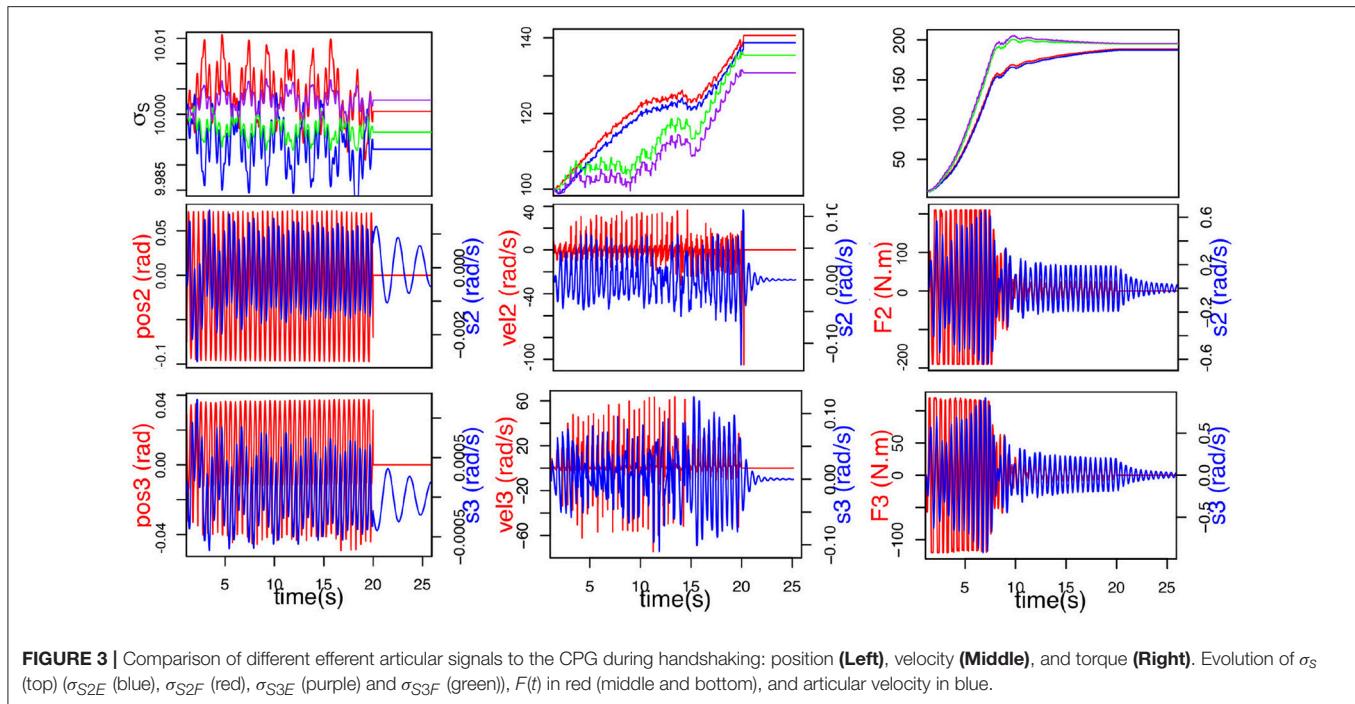 10.01
10.000
9.985
σS
140
120
100
200
150
100
50
0.05
0.00
-0.1
pos2 (rad)
0.000
-0.002
s2 (rad/s)
40
0
-40
-100
vel2 (rad/s)
0.10
0.00
-0.10
s2 (rad/s)
100
0
-200
F2 (N.m)
0.6
0.2
-0.2
-0.6
s2 (rad/s)
0.04
0.00
-0.04
pos3 (rad)
0.0005
-0.0005
s3 (rad/s)
60
20
-20
-60
vel3 (rad/s)
0.10
0.00
-0.10
s3 (rad/s)
50
0
-100
F3 (N.m)
0.5
0.0
-0.5
s3 (rad/s)
5 10 15 20 25
time(s)
5 10 15 20 25
time(s)
5 10 15 20 25
time(s)
FIGURE 3 | Comparison of different efferent articular signals to the CPG during handshaking: position (Left), velocity (Middle), and torque (Right). Evolution of σs
(top) (σS2E (blue), σS2F (red), σS3E (purple) and σS3F (green)), F(t) in red (middle and bottom), and articular velocity in blue.